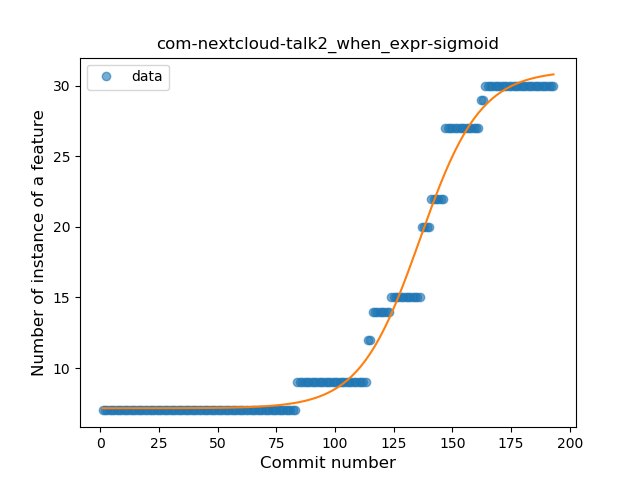 com-nextcloud-talk2_when_expr-sigmoid
data
Number of instance of a feature
30
25
20
15
10
0 25 50 75 100 125 150 175 200
Commit number